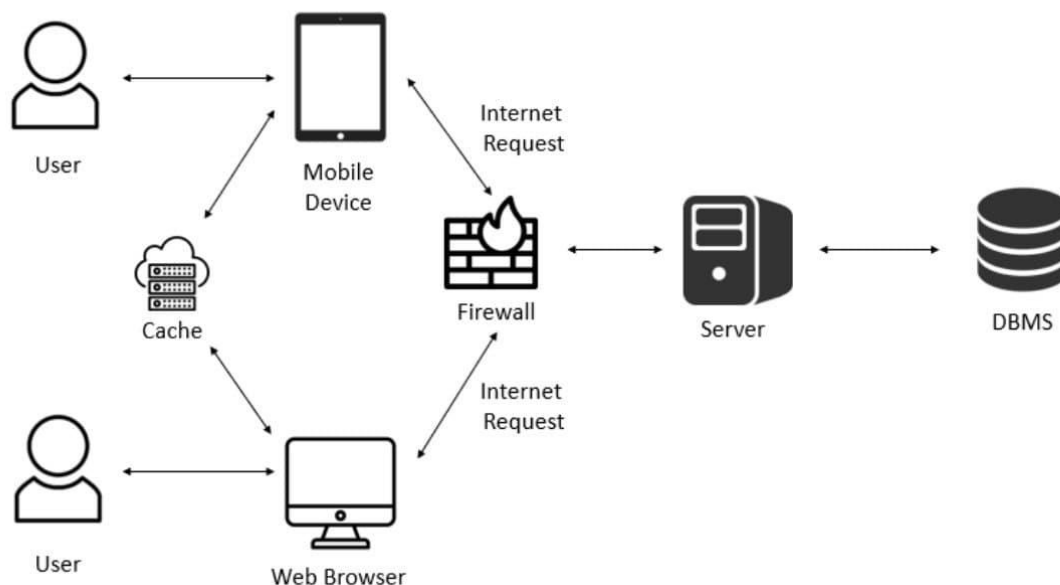 User
Mobile
Device
Internet
Request
Cache
Firewall
Server
DBMS
Internet
Request
User
Web Browser